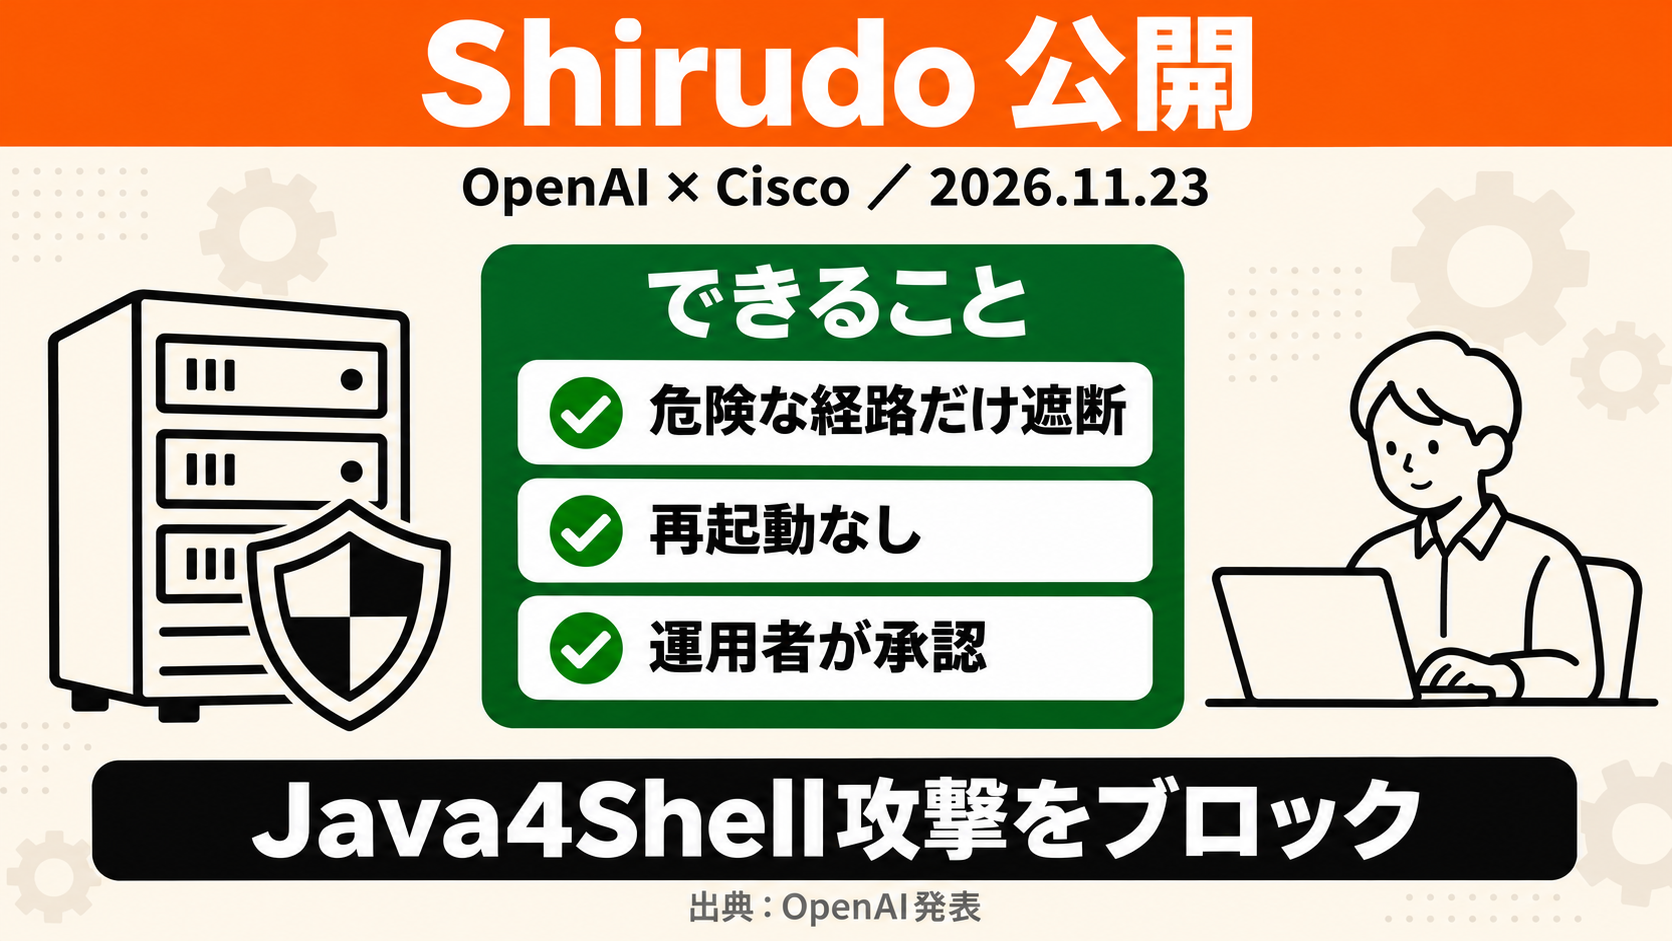 Shirudo 公開
OpenAI × Cisco ／ 2026.11.23
できること
危険な経路だけ遮断
再起動なし
運用者が承認
Java4Shell攻撃をブロック
出典：OpenAI発表